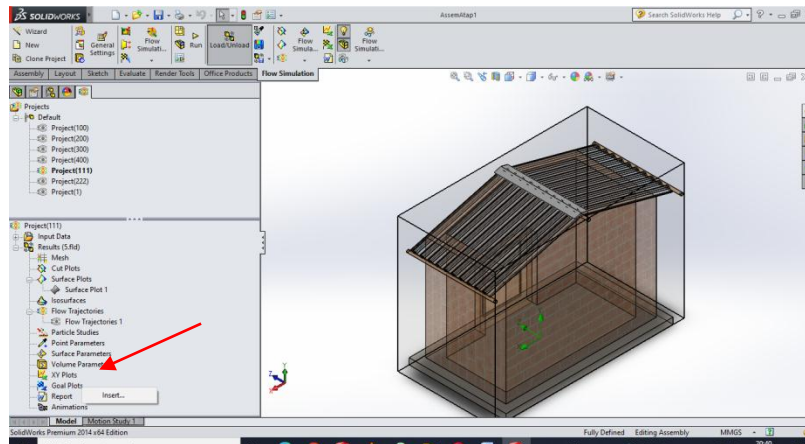 SOLIDWORKS
AssemAtap1
Search SolidWorks Help
Wizard
New
Clone Project
General Settings
Flow Simulati...
Run
Load/Unload
Flow Simula...
Flow Simulati...
Assembly Layout Sketch Evaluate Render Tools Office Products Flow Simulation
Projects
Default
Project(100)
Project(200)
Project(300)
Project(400)
Project(111)
Project(222)
Project(1)
Project(111)
Input Data
Results (5.fld)
Mesh
Cut Plots
Surface Plots
Surface Plot 1
Isosurfaces
Flow Trajectories
Flow Trajectories 1
Particle Studies
Point Parameters
Surface Parameters
Volume Parame
XY Plots
Goal Plots
Report Insert...
Animations
Y
Z
Model Motion Study 1
SolidWorks Premium 2014 x64 Edition Fully Defined Editing Assembly MMGS
20:40